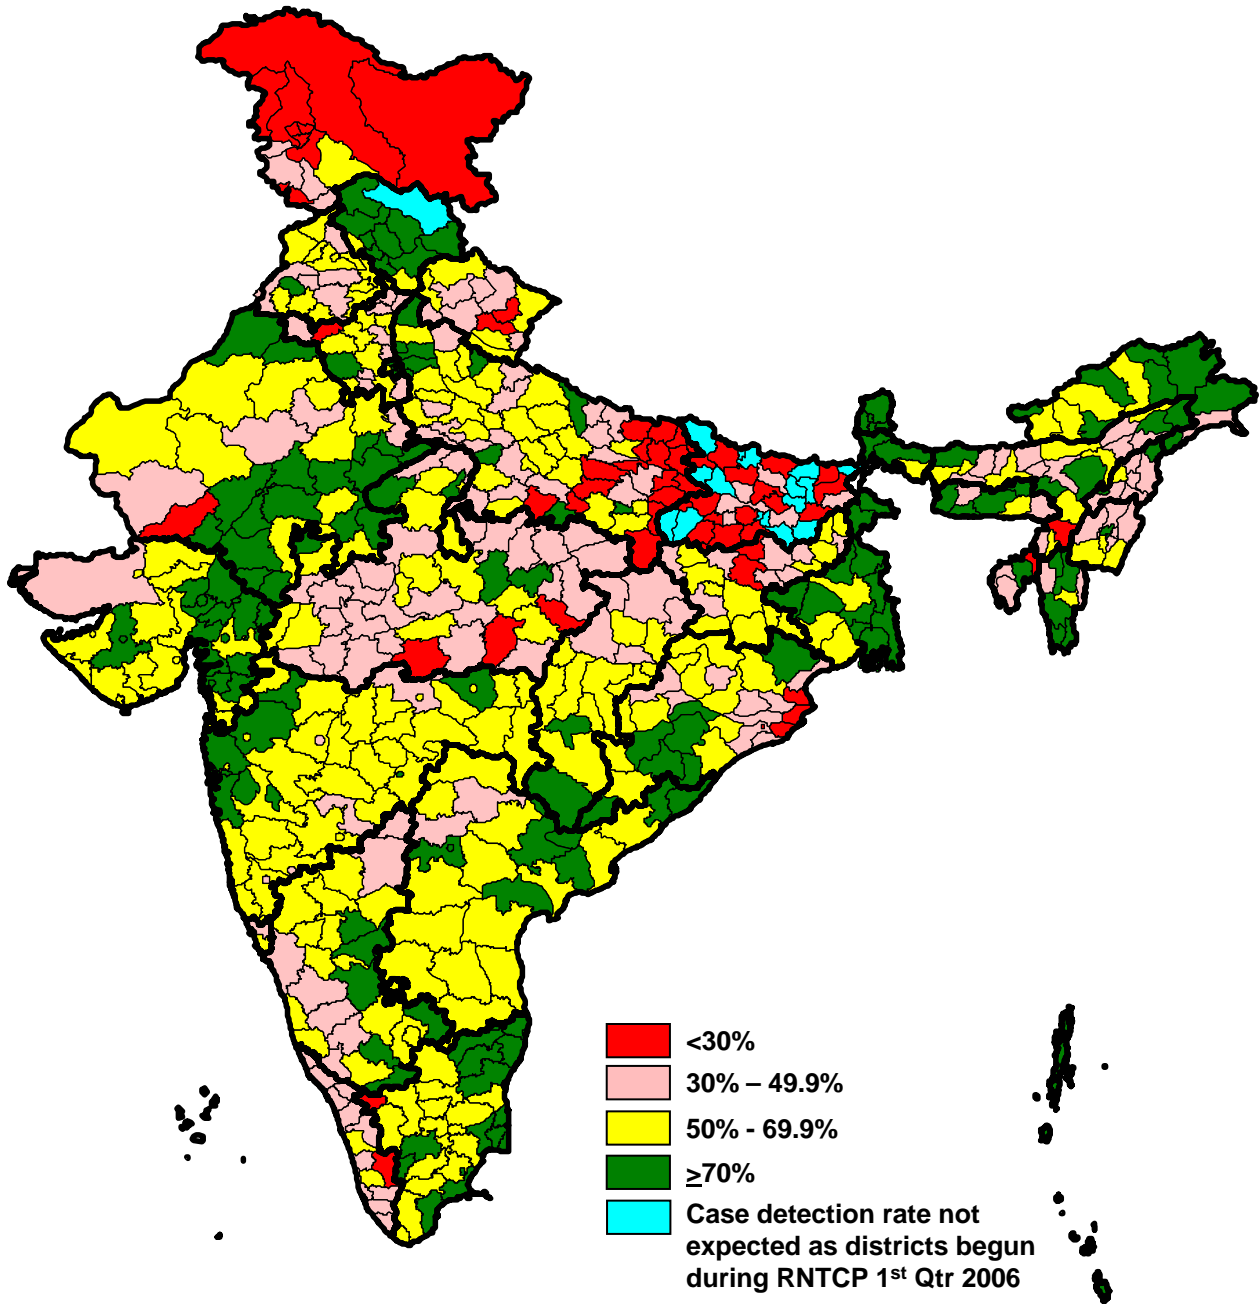 <30%
30% – 49.9%
50% - 69.9%
≥70%
Case detection rate not
expected as districts begun
during RNTCP 1st Qtr 2006